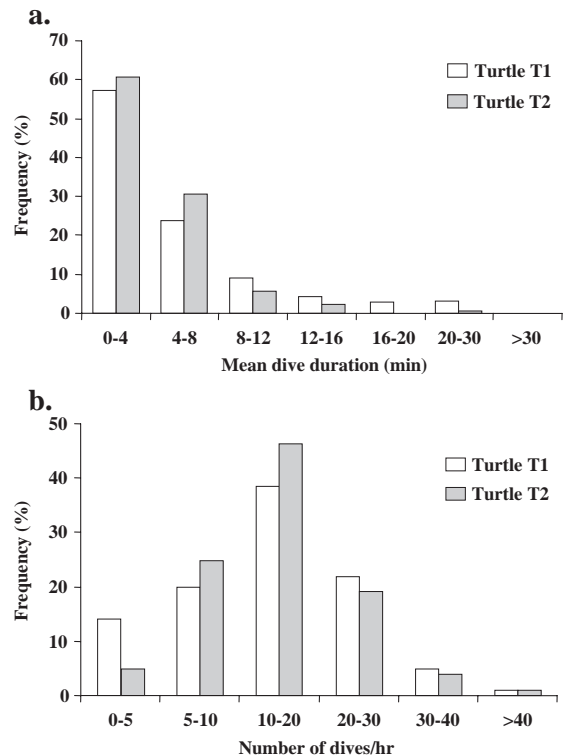 a.
70
60
50
40
30
20
10
0
Frequency (%)
Turtle T1
Turtle T2
0-4 4-8 8-12 12-16 16-20 20-30 >30
Mean dive duration (min)
b.
50
40
30
20
10
0
Frequency (%)
Turtle T1
Turtle T2
0-5 5-10 10-20 20-30 30-40 >40
Number of dives/hr